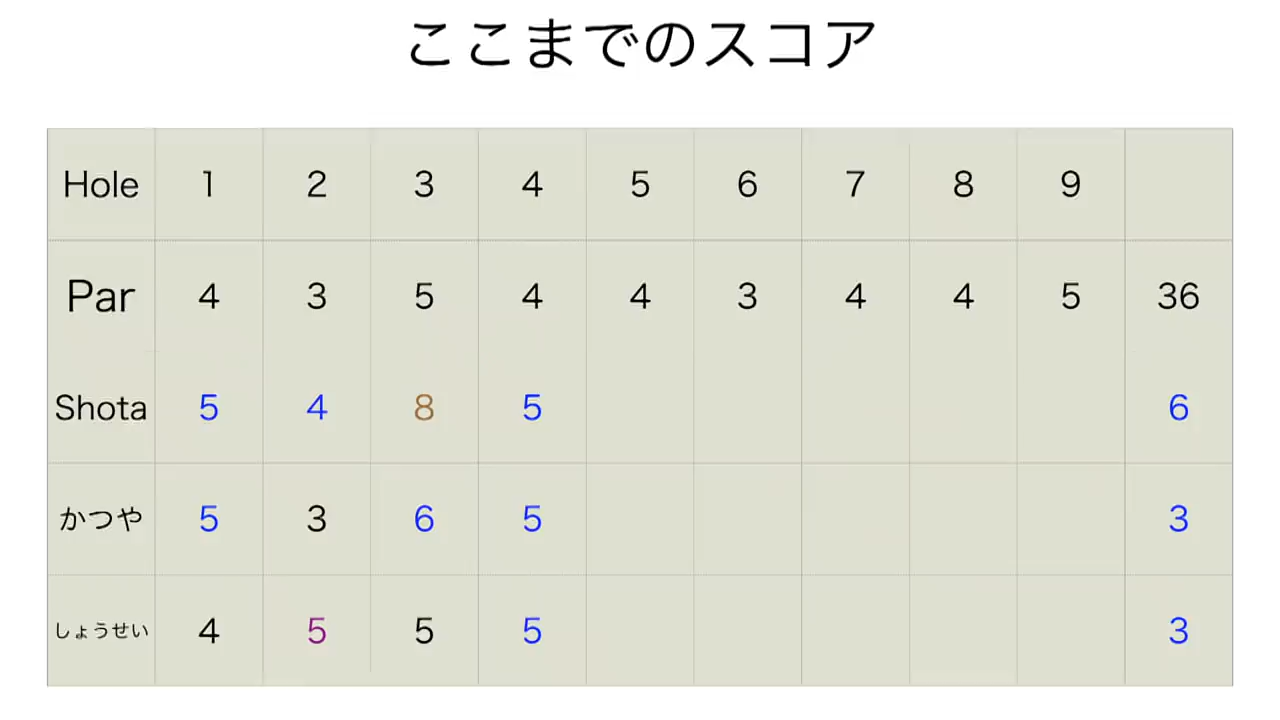 ここまでのスコア
Hole 1 2 3 4 5 6 7 8 9
Par 4 3 5 4 4 3 4 4 5 36
Shota 5 4 8 5 6
かつや 5 3 6 5 3
しょうせい 4 5 5 5 3